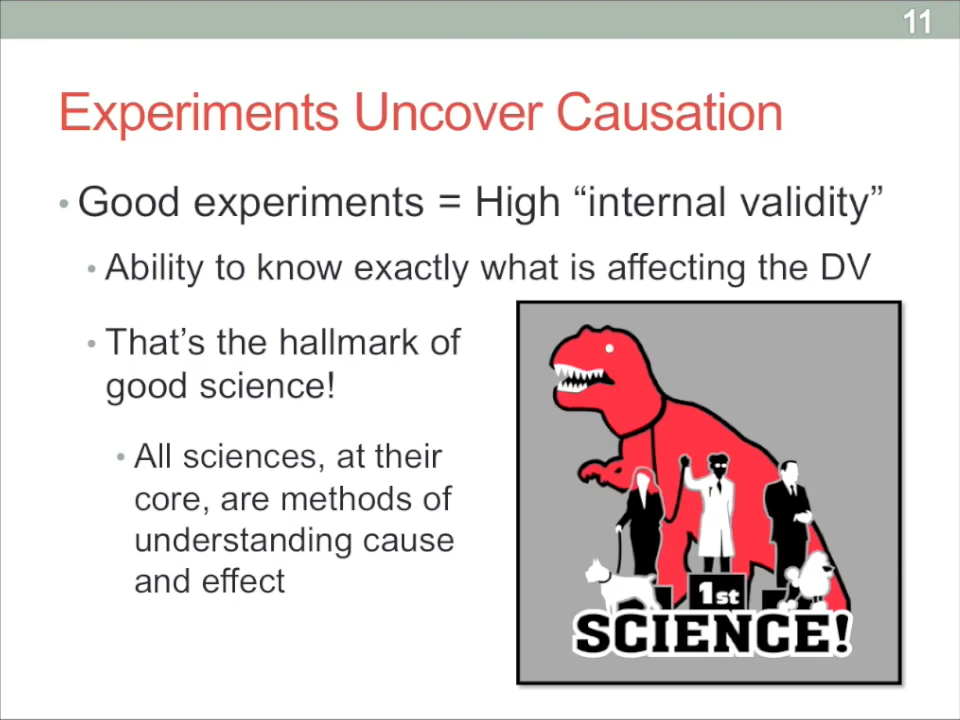 11
Experiments Uncover Causation
• Good experiments = High “internal validity”
• Ability to know exactly what is affecting the DV
• That’s the hallmark of
good science!
• All sciences, at their
core, are methods of
understanding cause
and effect
1st
SCIENCE!